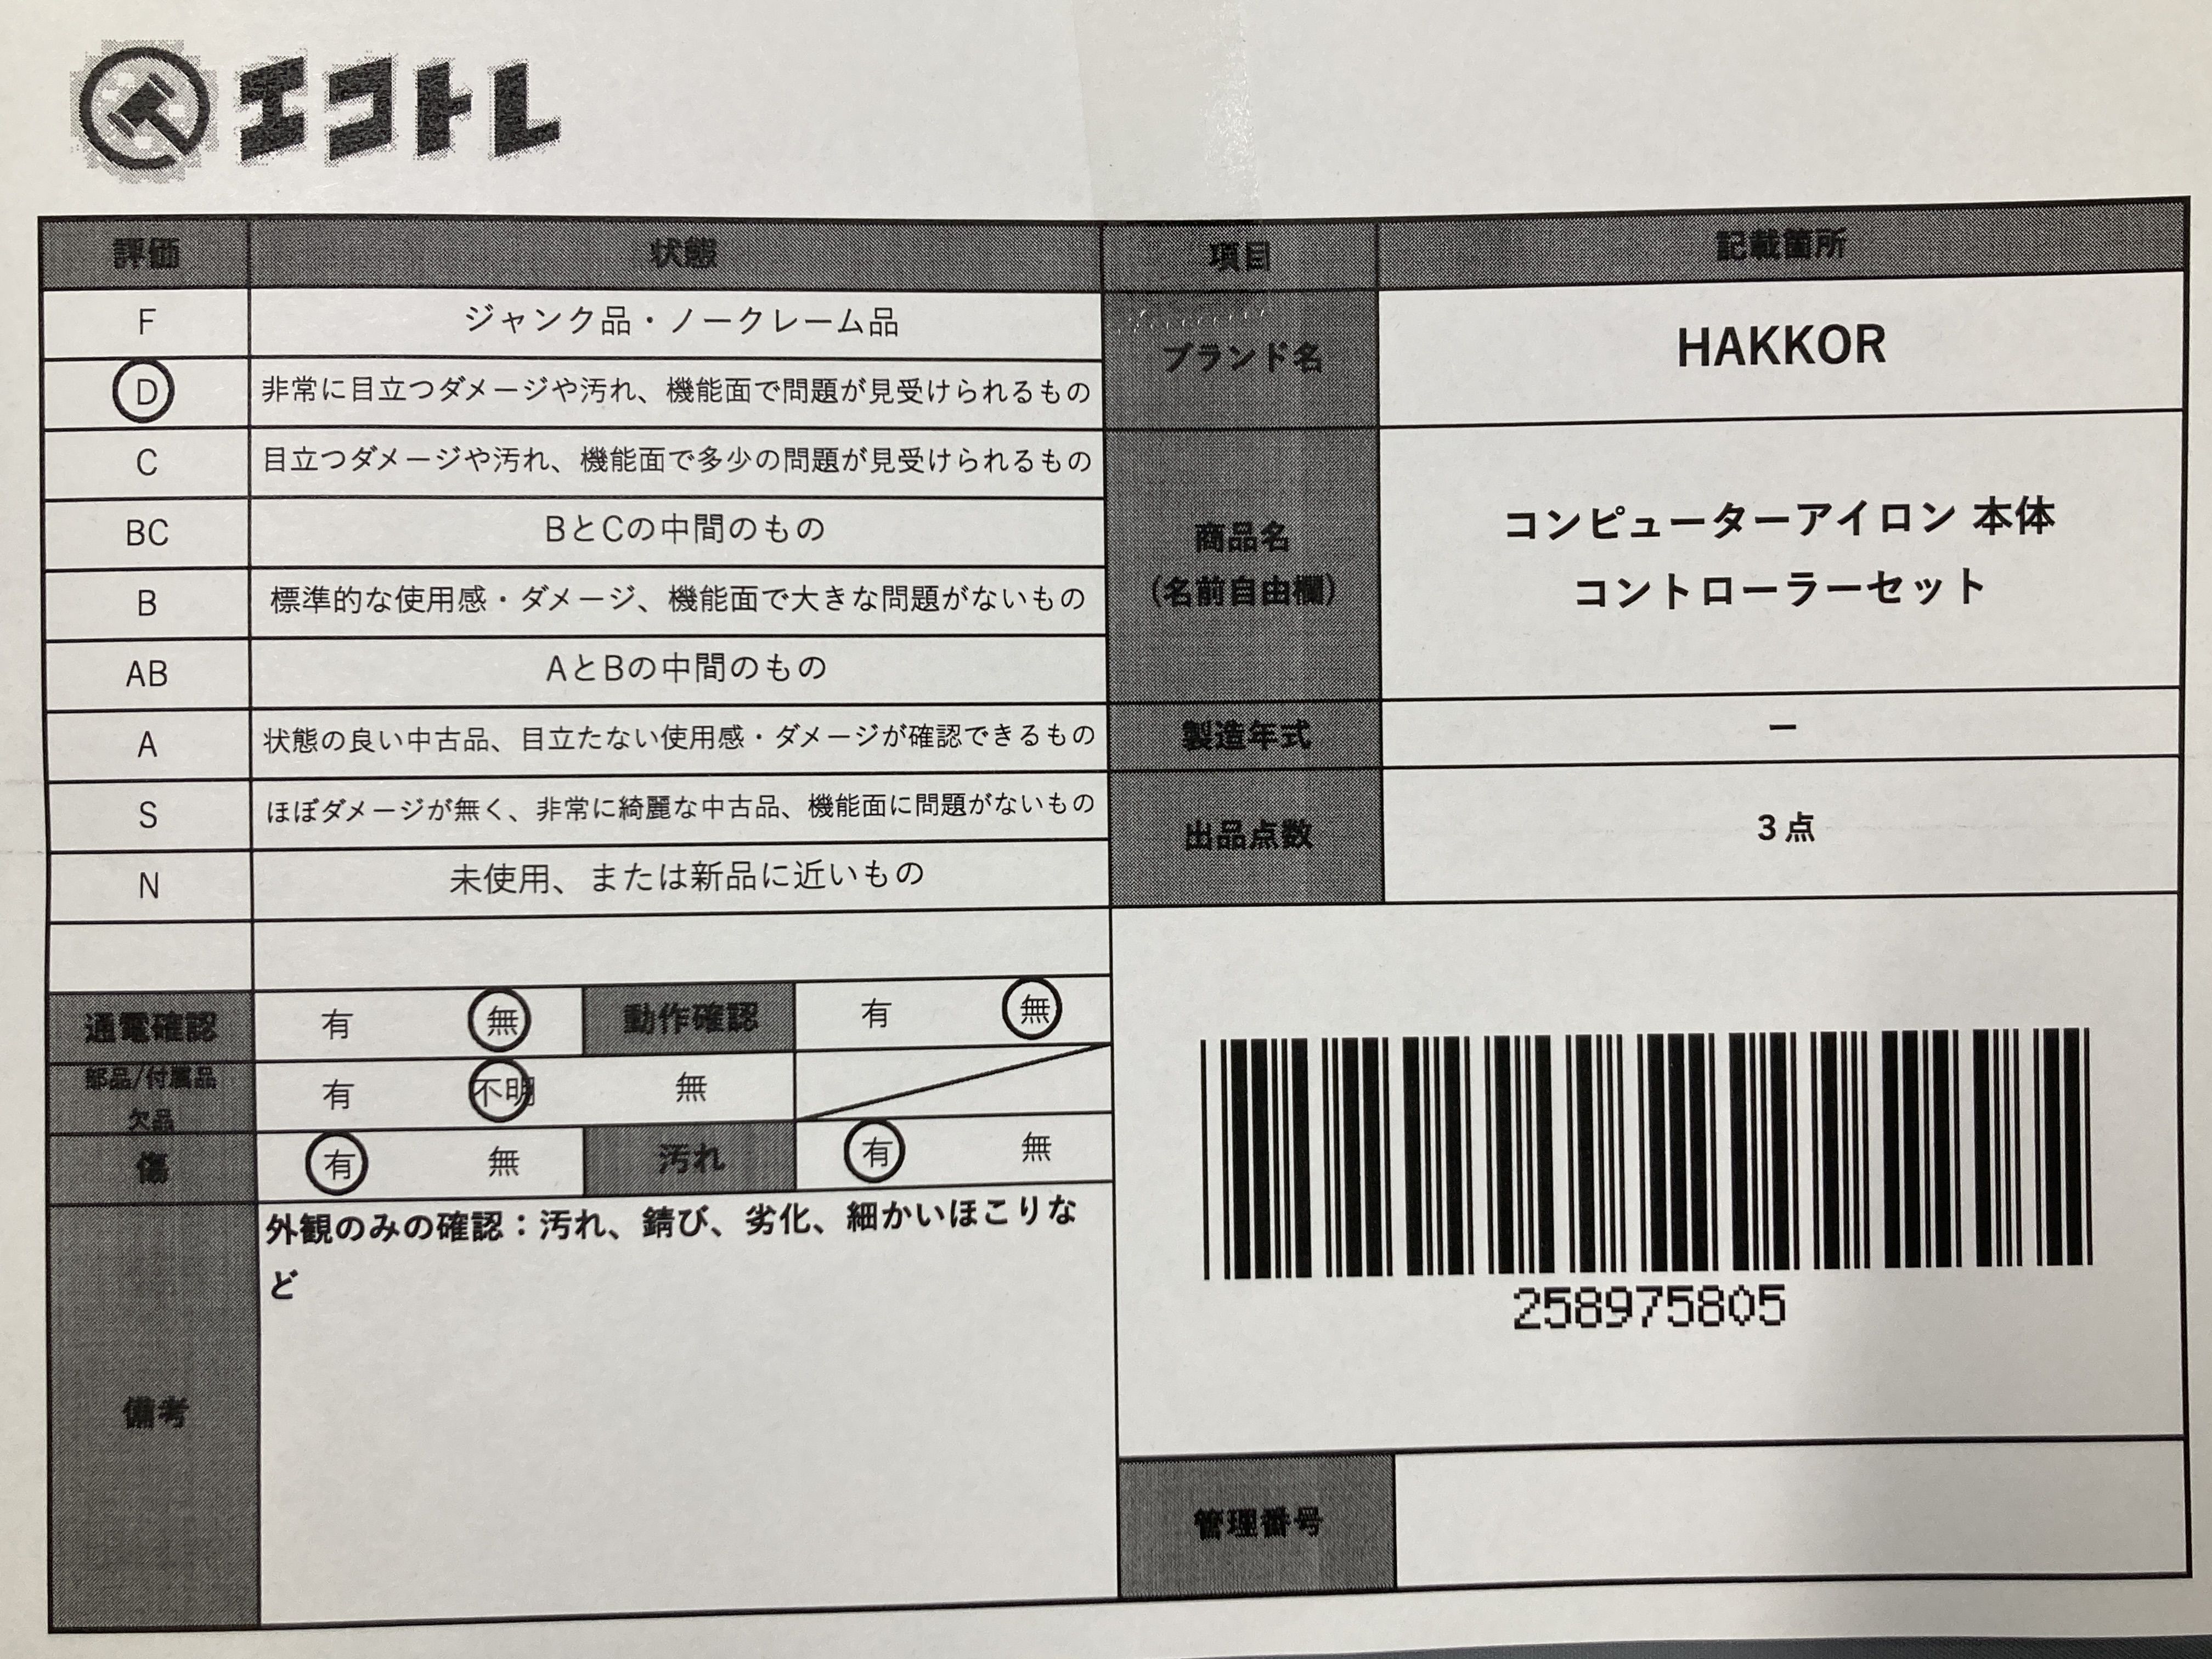 エコトレ
評価 状態 項目 記載箇所
F ジャンク品・ノークレーム品
D 非常に目立つダメージや汚れ、機能面で問題が見受けられるもの
ブランド名 HAKKOR
C 目立つダメージや汚れ、機能面で多少の問題が見受けられるもの
BC BとCの中間のもの
B 標準的な使用感・ダメージ、機能面で大きな問題がないもの
AB AとBの中間のもの
商品名
（名前自由欄）
コンピューターアイロン 本体
コントローラーセット
A 状態の良い中古品、目立たない使用感・ダメージが確認できるもの
製造年式 ー
S ほぼダメージが無く、非常に綺麗な中古品、機能面に問題がないもの
出品点数 3点
N 未使用、または新品に近いもの
通電確認 有 無 動作確認 有 無
部品/付属品
欠品
有 不明 無
傷 有 無 汚れ 有 無
備考
外観のみの確認：汚れ、錆び、劣化、細かいほこりな
ど
258975805
管理番号